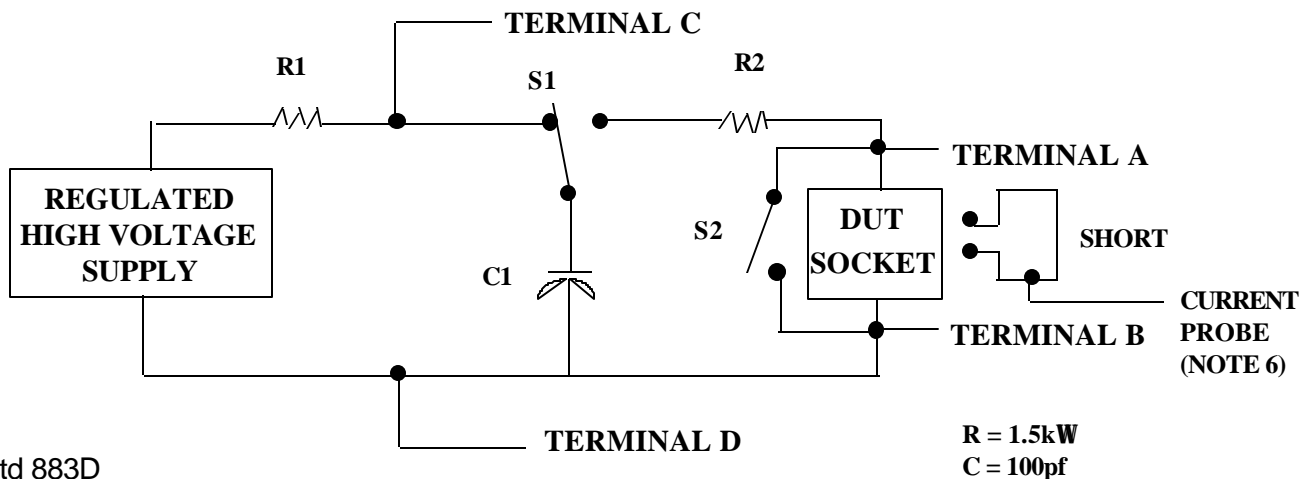 TERMINAL C
R1
S1
R2
TERMINAL A
REGULATED
HIGH VOLTAGE
SUPPLY
S2
DUT
SOCKET
SHORT
C1
CURRENT
PROBE
(NOTE 6)
TERMINAL B
TERMINAL D
R = 1.5kW
C = 100pf
td 883D